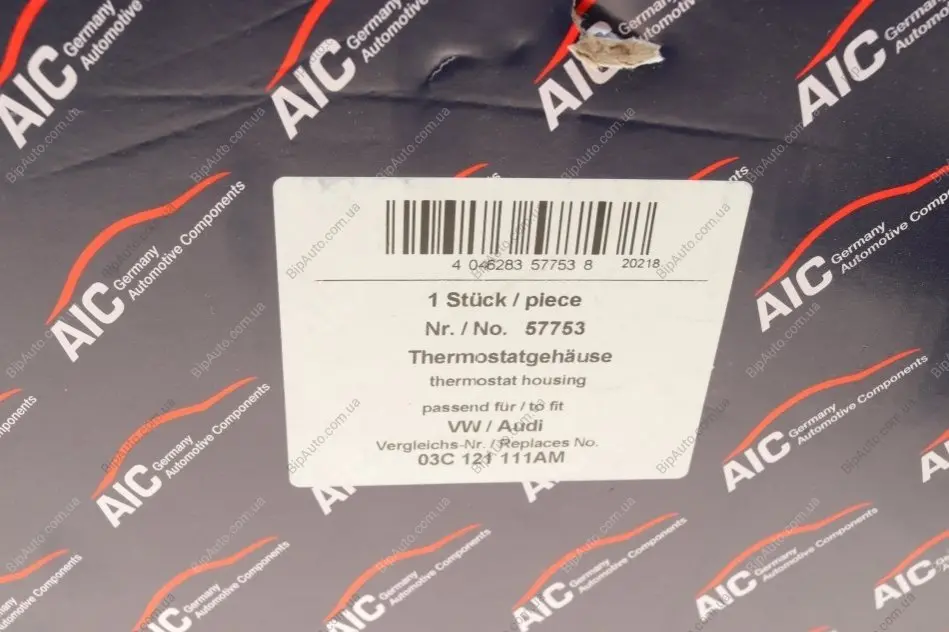 AIC Germany Automotive Components
4 046283 57753 8 20218
1 Stück / piece
Nr. / No. 57753
Thermostatgehäuse
thermostat housing
passend für / to fit
VW / Audi
Vergleichs-Nr. / Replaces No.
03C 121 111AM
BipAuto.com.ua